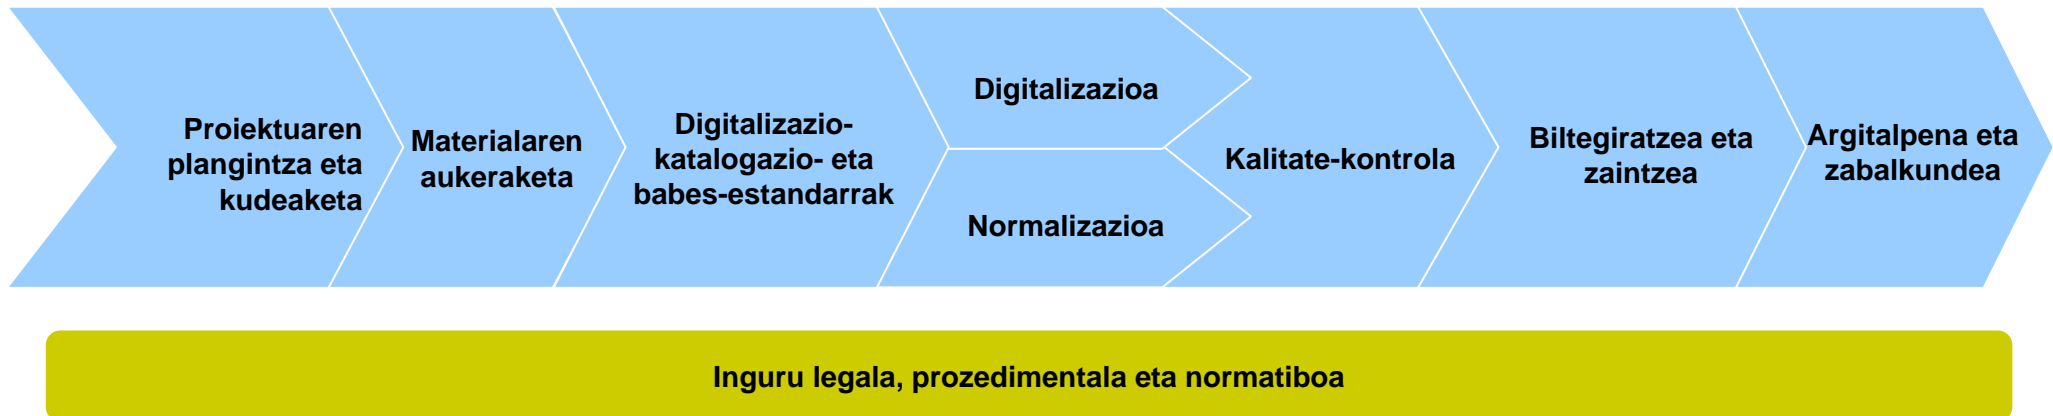 Proiektuaren
plangintza eta
kudeaketa
Materialaren
aukeraketa
Digitalizazio-
katalogazio- eta
babes-estandarrak
Digitalizazioa
Normalizazioa
Kalitate-kontrola
Biltegiratzea eta
zaintzea
Argitalpena eta
zabalkundea
Inguru legala, prozedimentala eta normatiboa